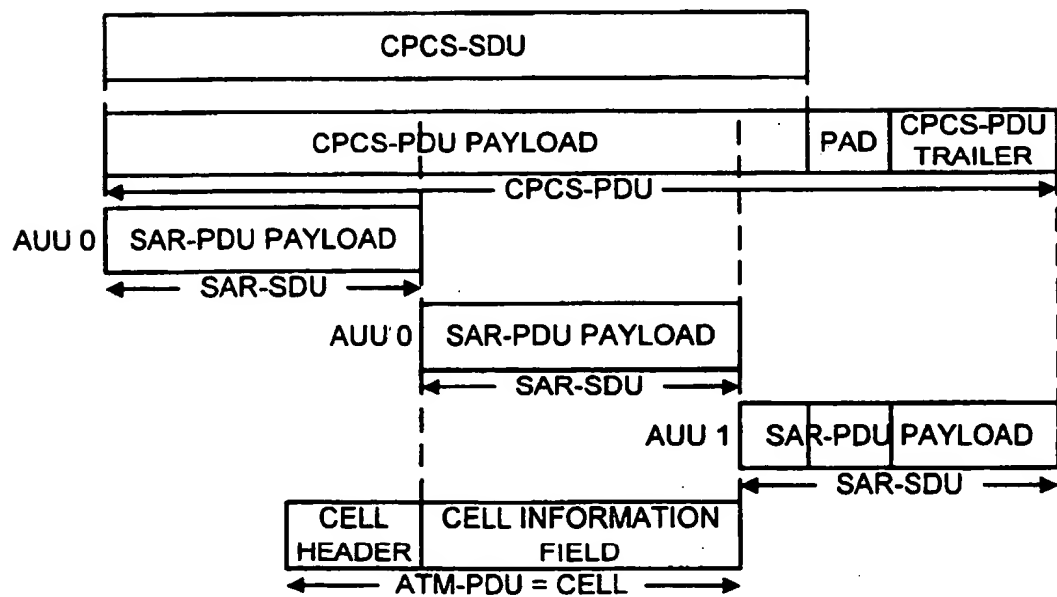 CPCS-SDU
CPCS-PDU PAYLOAD
PAD
CPCS-PDU
TRAILER
CPCS-PDU
AUU 0
SAR-PDU PAYLOAD
SAR-SDU
AUU 0
SAR-PDU PAYLOAD
SAR-SDU
AUU 1
SAR-PDU PAYLOAD
SAR-SDU
CELL
HEADER
CELL INFORMATION
FIELD
ATM-PDU = CELL